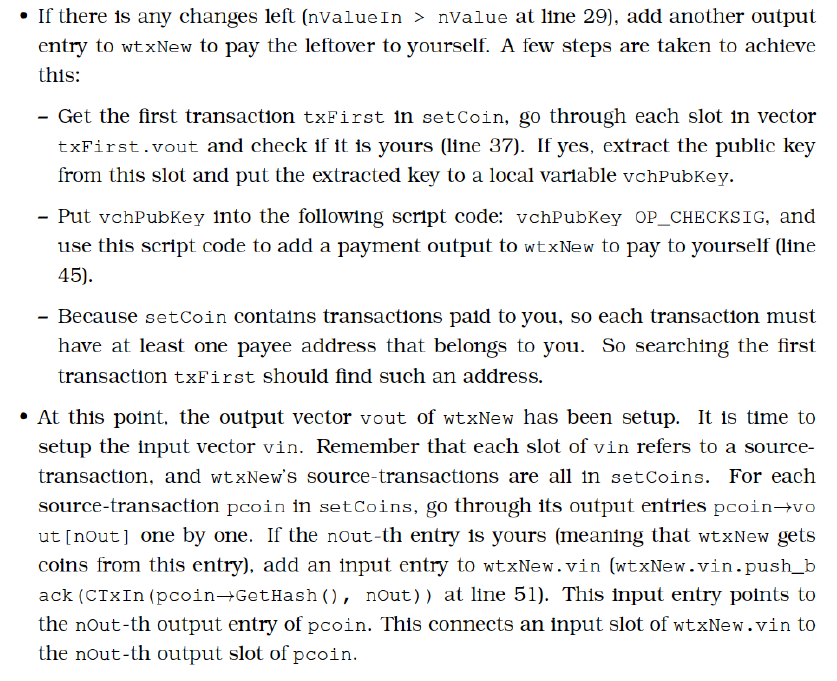 • If there is any changes left (nValueIn > nValue at line 29), add another output
entry to wtxNew to pay the leftover to yourself. A few steps are taken to achieve
this:
– Get the first transaction txFirst in setCoin, go through each slot in vector
txFirst.vout and check if it is yours (line 37). If yes, extract the public key
from this slot and put the extracted key to a local variable vchPubKey.
– Put vchPubKey into the following script code: vchPubKey OP_CHECKSIG, and
use this script code to add a payment output to wtxNew to pay to yourself (line
45).
– Because setCoin contains transactions paid to you, so each transaction must
have at least one payee address that belongs to you. So searching the first
transaction txFirst should find such an address.
• At this point, the output vector vout of wtxNew has been setup. It is time to
setup the input vector vin. Remember that each slot of vin refers to a source-
transaction, and wtxNew's source-transactions are all in setCoins. For each
source-transaction pcoin in setCoins, go through its output entries pcoin→vo
ut[nOut] one by one. If the nOut-th entry is yours (meaning that wtxNew gets
coins from this entry), add an input entry to wtxNew.vin (wtxNew.vin.push_b
ack(CTxIn(pcoin→GetHash(), nOut)) at line 51). This input entry points to
the nOut-th output entry of pcoin. This connects an input slot of wtxNew.vin to
the nOut-th output slot of pcoin.